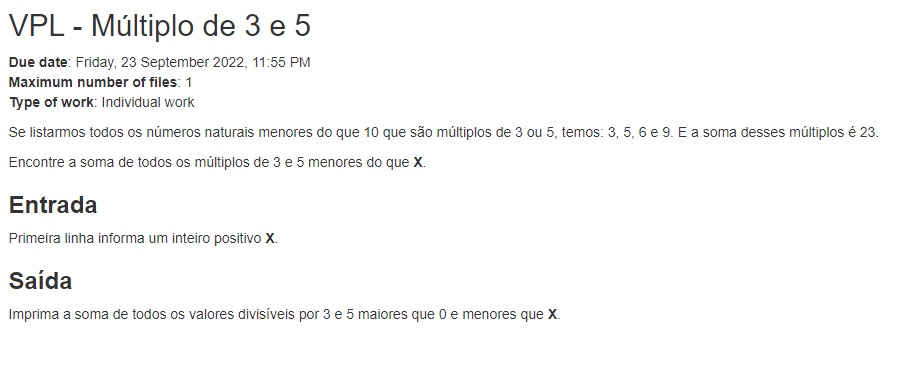 VPL - Múltiplo de 3 e 5
Due date: Friday, 23 September 2022, 11:55 PM
Maximum number of files: 1
Type of work: Individual work
Se listarmos todos os números naturais menores do que 10 que são múltiplos de 3 ou 5, temos: 3, 5, 6 e 9. E a soma desses múltiplos é 23.
Encontre a soma de todos os múltiplos de 3 e 5 menores do que X.
Entrada
Primeira linha informa um inteiro positivo X.
Saída
Imprima a soma de todos os valores divisíveis por 3 e 5 maiores que 0 e menores que X.